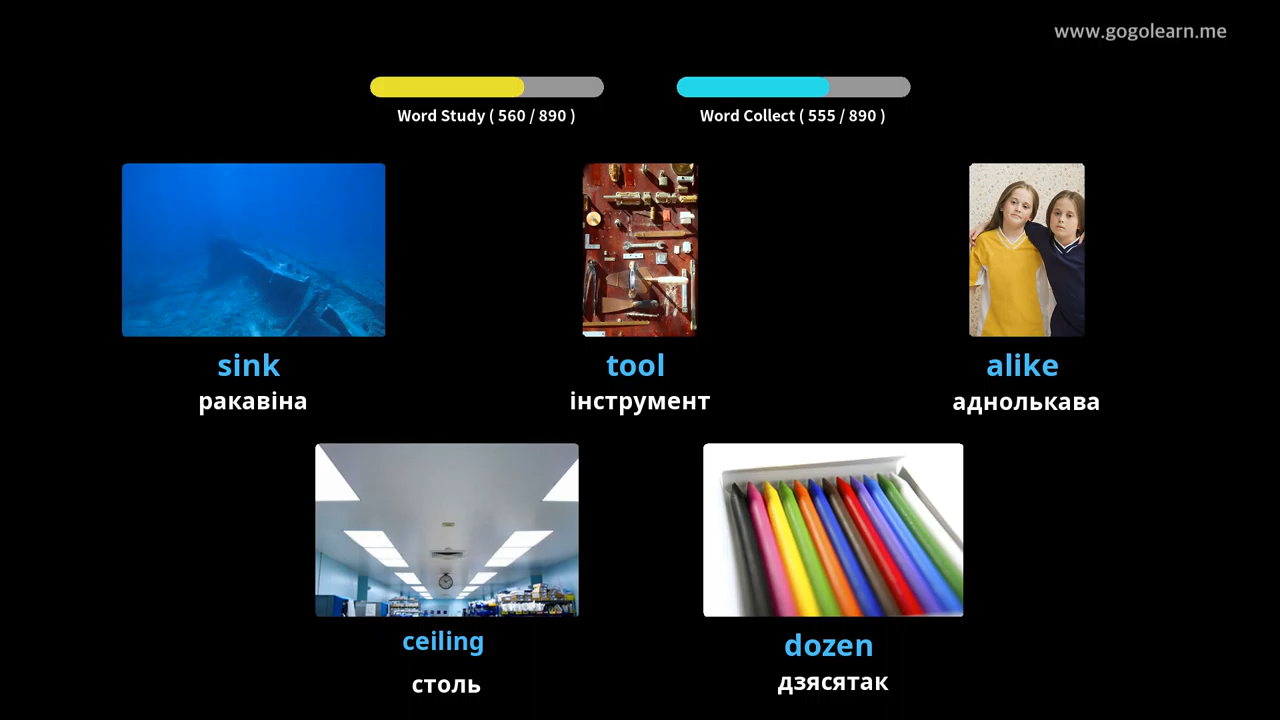 www.gogolearn.me
Word Study ( 560 / 890 )
Word Collect ( 555 / 890 )
sink
ракавіна
tool
інструмент
alike
аднолькава
ceiling
столь
dozen
дзясятак